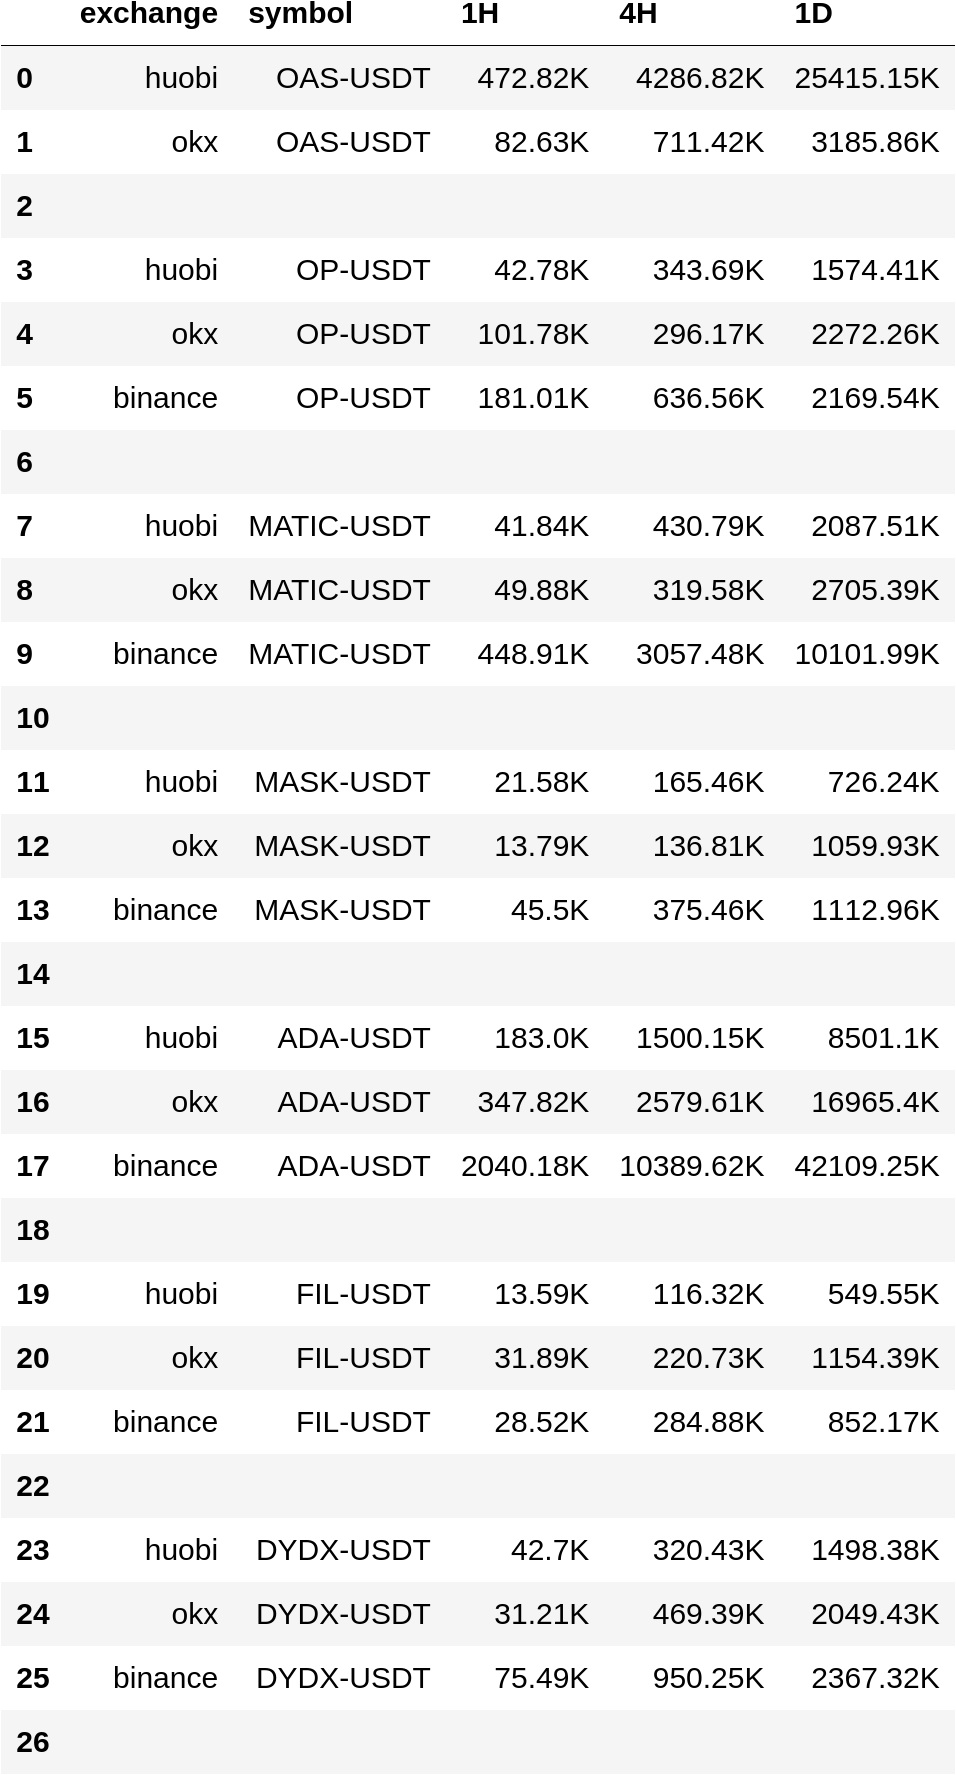 exchange symbol 1H 4H 1D
0 huobi OAS-USDT 472.82K 4286.82K 25415.15K
1 okx OAS-USDT 82.63K 711.42K 3185.86K
2
3 huobi OP-USDT 42.78K 343.69K 1574.41K
4 okx OP-USDT 101.78K 296.17K 2272.26K
5 binance OP-USDT 181.01K 636.56K 2169.54K
6
7 huobi MATIC-USDT 41.84K 430.79K 2087.51K
8 okx MATIC-USDT 49.88K 319.58K 2705.39K
9 binance MATIC-USDT 448.91K 3057.48K 10101.99K
10
11 huobi MASK-USDT 21.58K 165.46K 726.24K
12 okx MASK-USDT 13.79K 136.81K 1059.93K
13 binance MASK-USDT 45.5K 375.46K 1112.96K
14
15 huobi ADA-USDT 183.0K 1500.15K 8501.1K
16 okx ADA-USDT 347.82K 2579.61K 16965.4K
17 binance ADA-USDT 2040.18K 10389.62K 42109.25K
18
19 huobi FIL-USDT 13.59K 116.32K 549.55K
20 okx FIL-USDT 31.89K 220.73K 1154.39K
21 binance FIL-USDT 28.52K 284.88K 852.17K
22
23 huobi DYDX-USDT 42.7K 320.43K 1498.38K
24 okx DYDX-USDT 31.21K 469.39K 2049.43K
25 binance DYDX-USDT 75.49K 950.25K 2367.32K
26